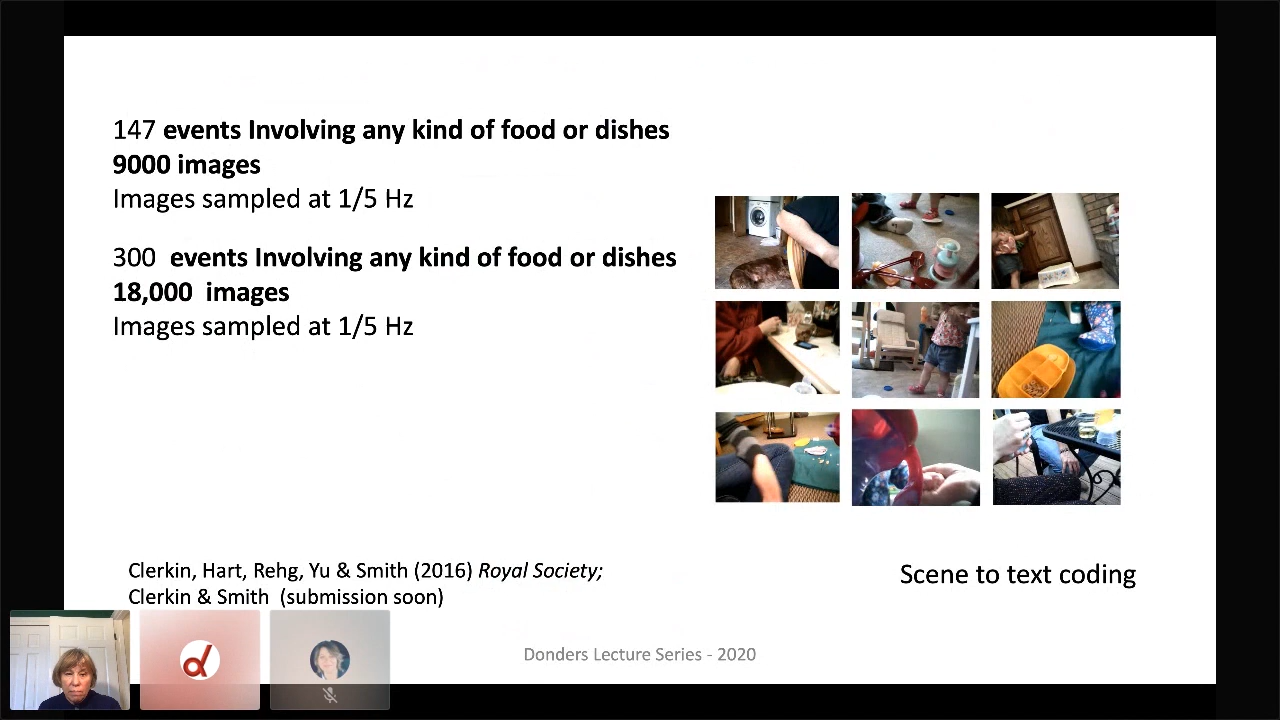 147 events Involving any kind of food or dishes
9000 images
Images sampled at 1/5 Hz
300 events Involving any kind of food or dishes
18,000 images
Images sampled at 1/5 Hz
Clerkin, Hart, Rehg, Yu & Smith (2016) Royal Society;
Clerkin & Smith (submission soon)
Scene to text coding
Donders Lecture Series - 2020